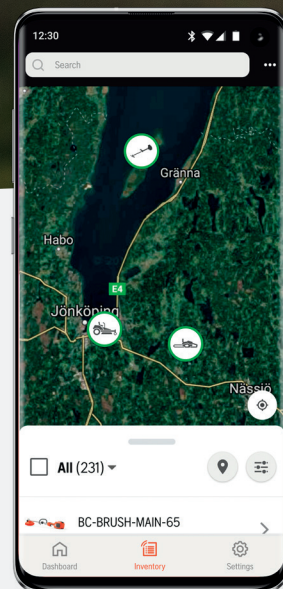 12:30
Search
Gränna
Habo
E4
Jönköping
Nässjö
All (231)
BC-BRUSH-MAIN-65
Dashboard
Inventory
Settings